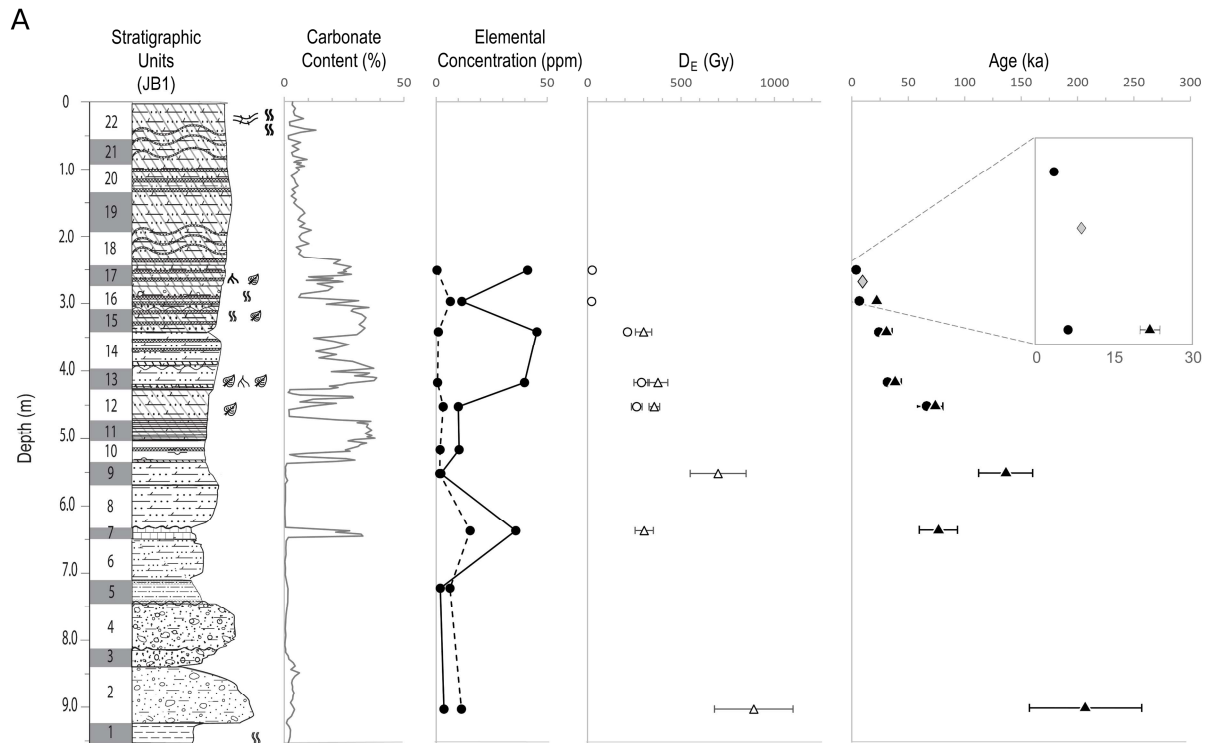 A
Stratigraphic
Units
(JB1)
Carbonate
Content (%)
Elemental
Concentration (ppm)
D_E (Gy)
Age (ka)
0 50
0 50
0 500 1000
0 50 100 150 200 250 300
Depth (m)
0
1.0
2.0
3.0
4.0
5.0
6.0
7.0
8.0
9.0
22
21
20
19
18
17
16
15
14
13
12
11
10
9
8
7
6
5
4
3
2
1
0 15 30